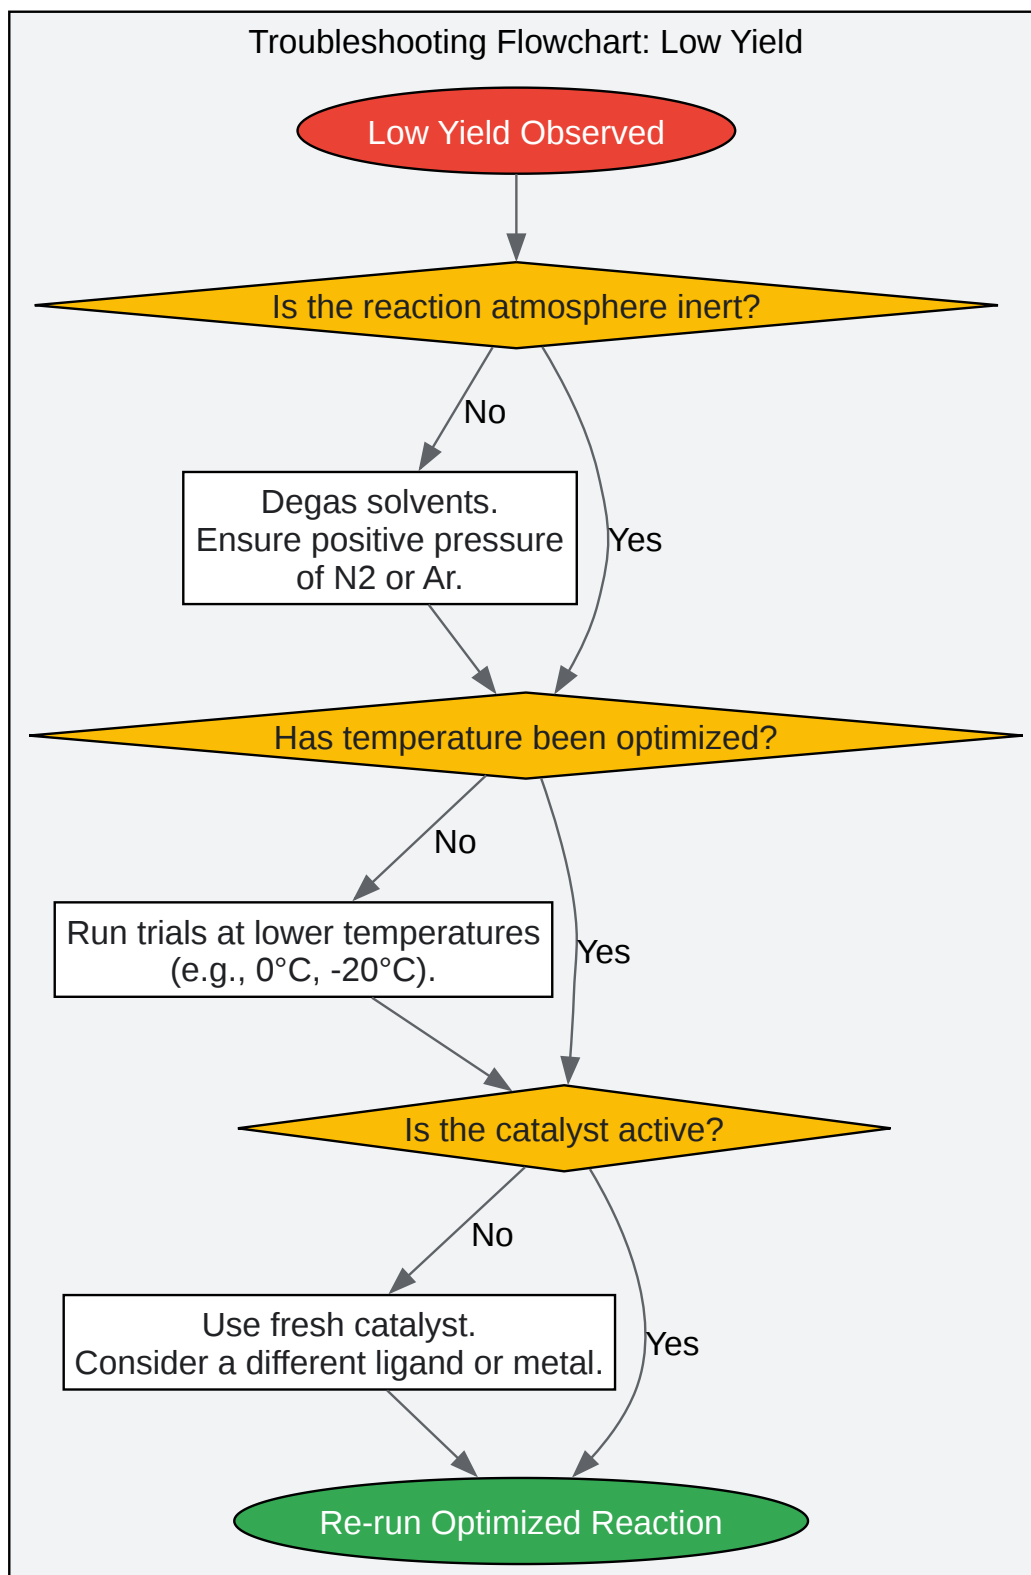 Troubleshooting Flowchart: Low Yield
Low Yield Observed
Is the reaction atmosphere inert?
No
Degas solvents.
Ensure positive pressure
of N2 or Ar.
Yes
Has temperature been optimized?
No
Run trials at lower temperatures
(e.g., 0°C, -20°C).
Yes
Is the catalyst active?
No
Use fresh catalyst.
Consider a different ligand or metal.
Yes
Re-run Optimized Reaction